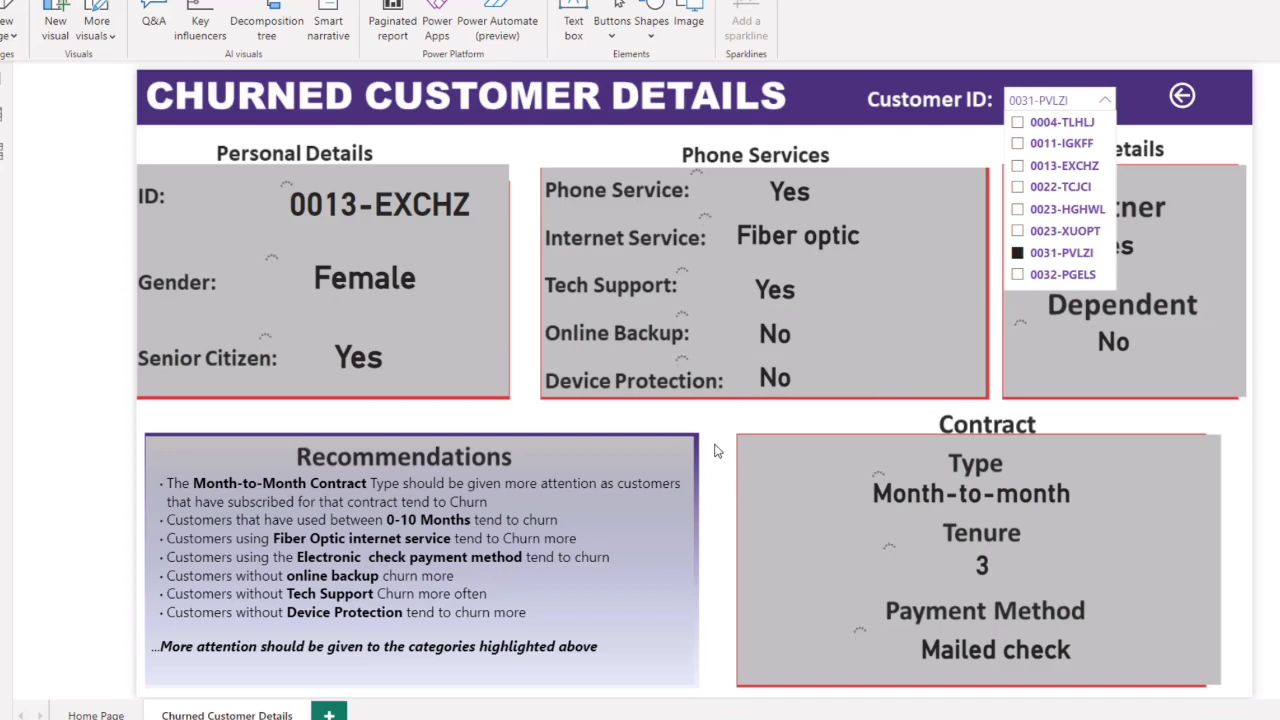 New
visual
More
visuals
Q&A
Key
influencers
Decomposition
tree
Smart
narrative
Paginated
report
Power
Apps
Power Automate
(preview)
Text
box
Buttons
Shapes
Image
Add a
sparkline
Visuals
AI visuals
Power Platform
Elements
Sparklines
CHURNED CUSTOMER DETAILS
Customer ID:
0031-PVLZI
0004-TLHLJ
0011-IGKFF
0013-EXCHZ
0022-TCJCI
0023-HGHWL
0023-XUOPT
0031-PVLZI
0032-PGELS
Personal Details
ID: 0013-EXCHZ
Gender: Female
Senior Citizen: Yes
Phone Services
Phone Service: Yes
Internet Service: Fiber optic
Tech Support: Yes
Online Backup: No
Device Protection: No
etails
tner
es
Dependent
No
Recommendations
· The Month-to-Month Contract Type should be given more attention as customers
that have subscribed for that contract tend to Churn
· Customers that have used between 0-10 Months tend to churn
· Customers using Fiber Optic internet service tend to Churn more
· Customers using the Electronic check payment method tend to churn
· Customers without online backup churn more
· Customers without Tech Support Churn more often
· Customers without Device Protection tend to churn more
...More attention should be given to the categories highlighted above
Contract
Type
Month-to-month
Tenure
3
Payment Method
Mailed check
Home Page
Churned Customer Details
+